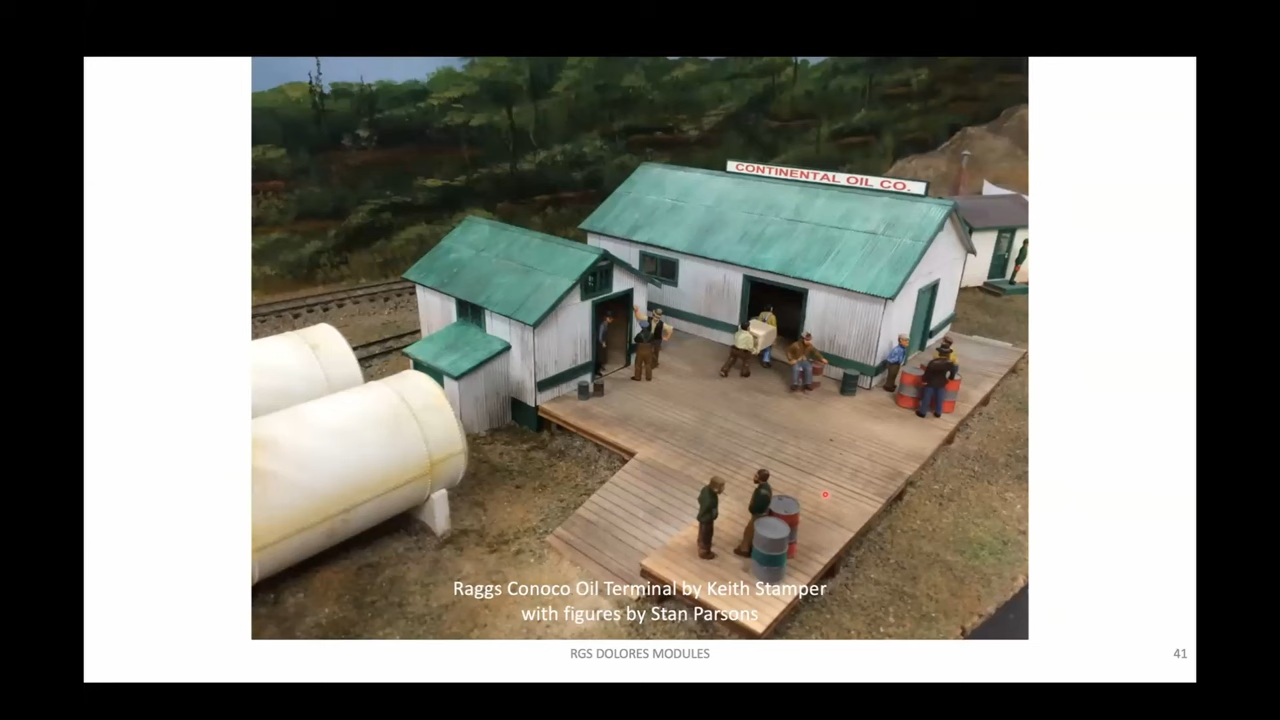 CONTINENTAL OIL CO.
Raggs Conoco Oil Terminal by Keith Stamper
with figures by Stan Parsons
RGS DOLORES MODULES
41